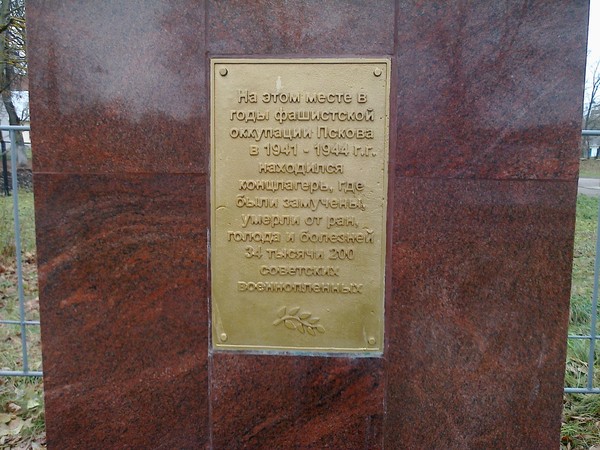 На этом месте в
годы фашистской
оккупации Пскова
в 1941 - 1944 г.г.
находился
концлагерь, где
были замучены,
умерли от ран,
голода и болезней
34 тысячи 200
советских
военнопленных